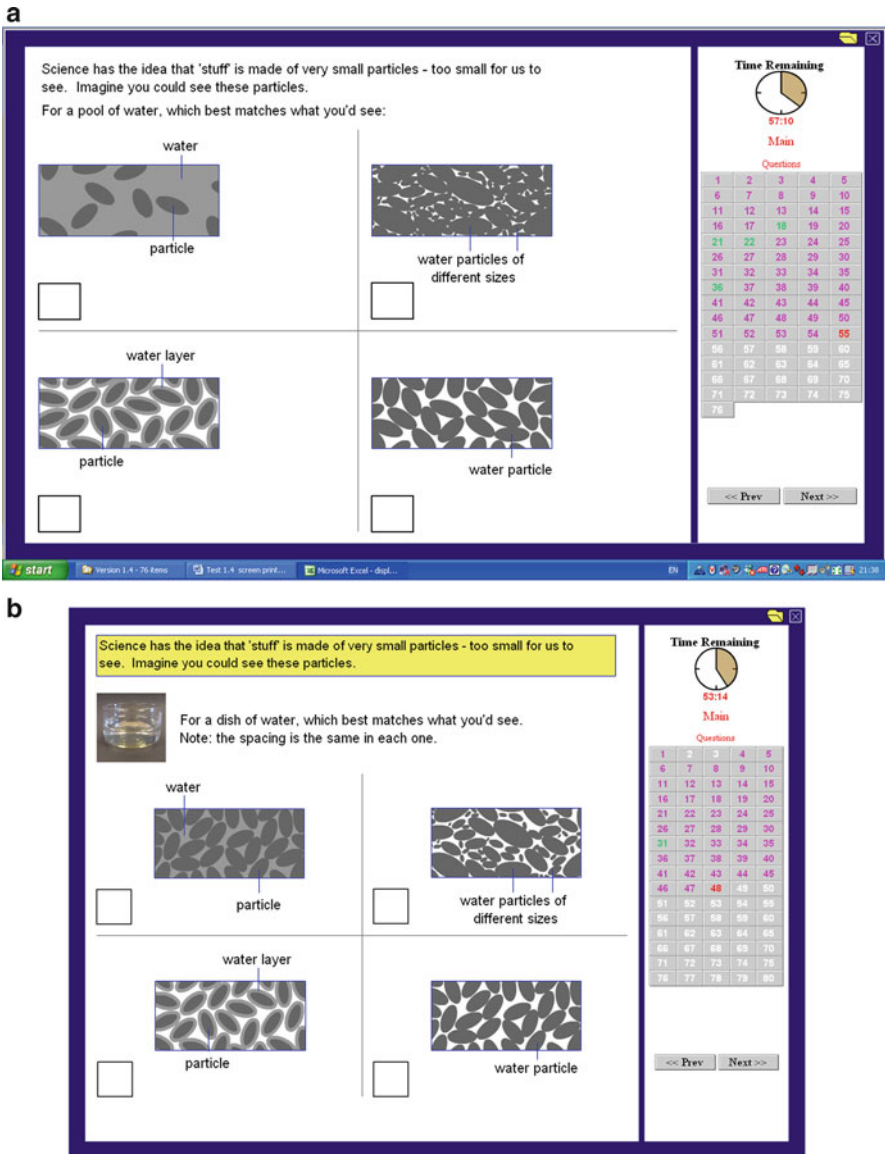 a
Science has the idea that 'stuff' is made of very small particles - too small for us to
see. Imagine you could see these particles.
For a pool of water, which best matches what you'd see:
water
particle
water particles of
different sizes
water layer
particle
water particle
Time Remaining
57:10
Main
Questions
1 2 3 4 5
6 7 8 9 10
11 12 13 14 15
16 17 18 19 20
21 22 23 24 25
26 27 28 29 30
31 32 33 34 35
36 37 38 39 40
41 42 43 44 45
46 47 48 49 50
51 52 53 54 55
56 57 58 59 60
61 62 63 64 65
66 67 68 69 70
71 72 73 74 75
76
<< Prev Next >>
start Version 1.4 - 76 items Test 1.4 screen print... Microsoft Excel - displ... EN 21:38
b
Science has the idea that 'stuff' is made of very small particles - too small for us to
see. Imagine you could see these particles.
For a dish of water, which best matches what you'd see.
Note: the spacing is the same in each one.
water
particle
water particles of
different sizes
water layer
particle
water particle
Time Remaining
53:14
Main
Questions
1 2 3 4 5
6 7 8 9 10
11 12 13 14 15
16 17 18 19 20
21 22 23 24 25
26 27 28 29 30
31 32 33 34 35
36 37 38 39 40
41 42 43 44 45
46 47 48 49 50
51 52 53 54 55
56 57 58 59 60
61 62 63 64 65
66 67 68 69 70
71 72 73 74 75
76 77 78 79 80
<< Prev Next >>